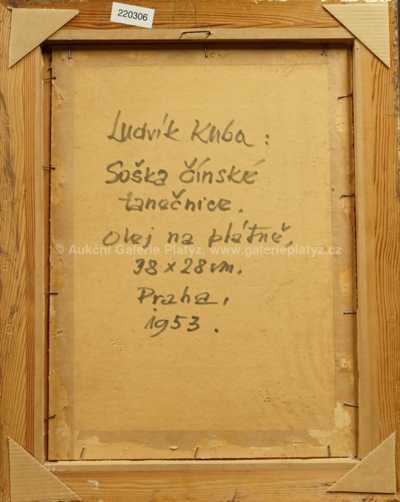 220306
Ludvík Kuba:
Soška čínské
tanečnice.
Olej na plátně.
© Aukční Galerie Platýz, www.galerieplatyz.cz
38 x 28 cm.
Praha,
1953.